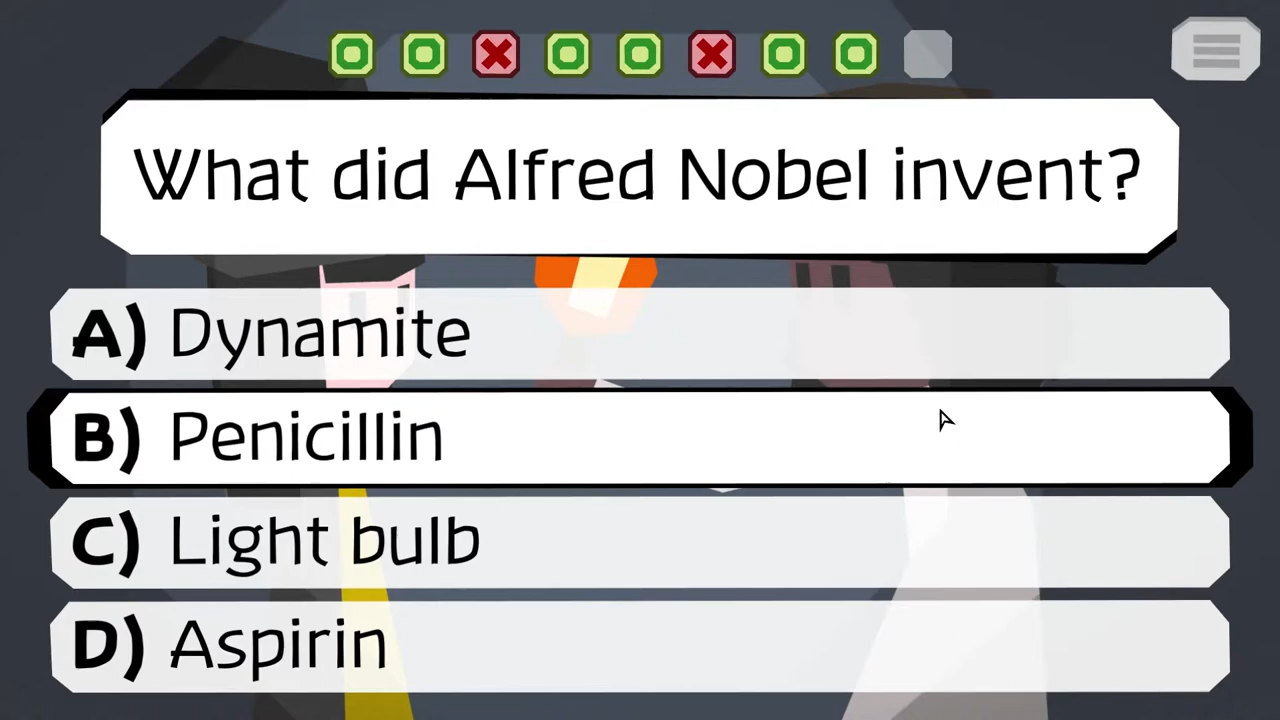 What did Alfred Nobel invent?
A) Dynamite
B) Penicillin
C) Light bulb
D) Aspirin